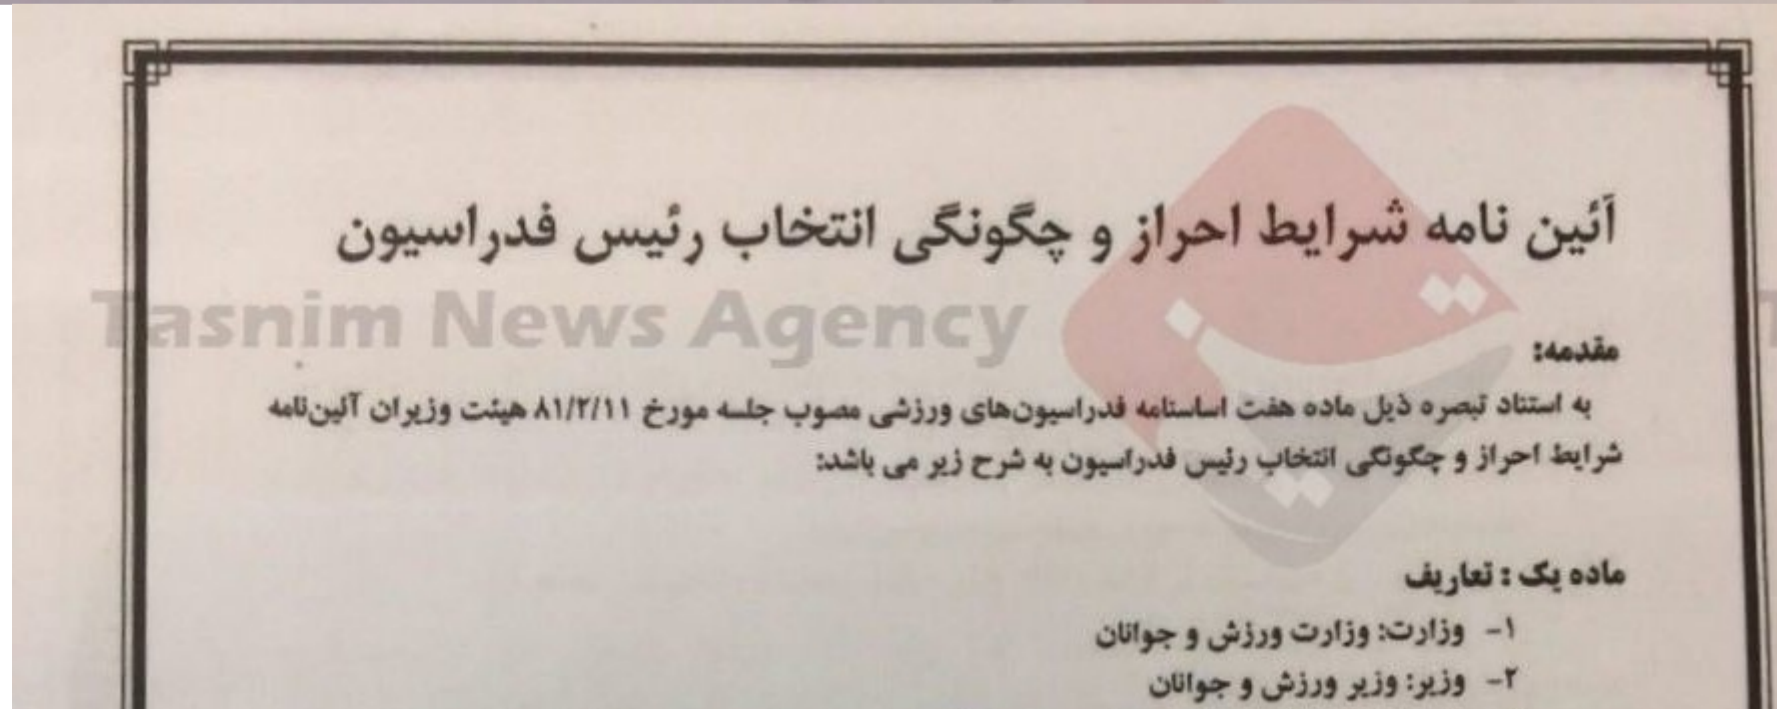 آئین نامه شرایط احراز و چگونگی انتخاب رئیس فدراسیون
Tasnim News Agency
تسنیم
مقدمه:
به استناد تبصره ذیل ماده هفت اساسنامه فدراسیون‌های ورزشی مصوب جلسه مورخ ۸۱/۲/۱۱ هیئت وزیران آئین‌نامه
شرایط احراز و چگونگی انتخاب رئیس فدراسیون به شرح زیر می باشد:
ماده یک : تعاریف
۱- وزارت: وزارت ورزش و جوانان
۲- وزیر: وزیر ورزش و جوانان